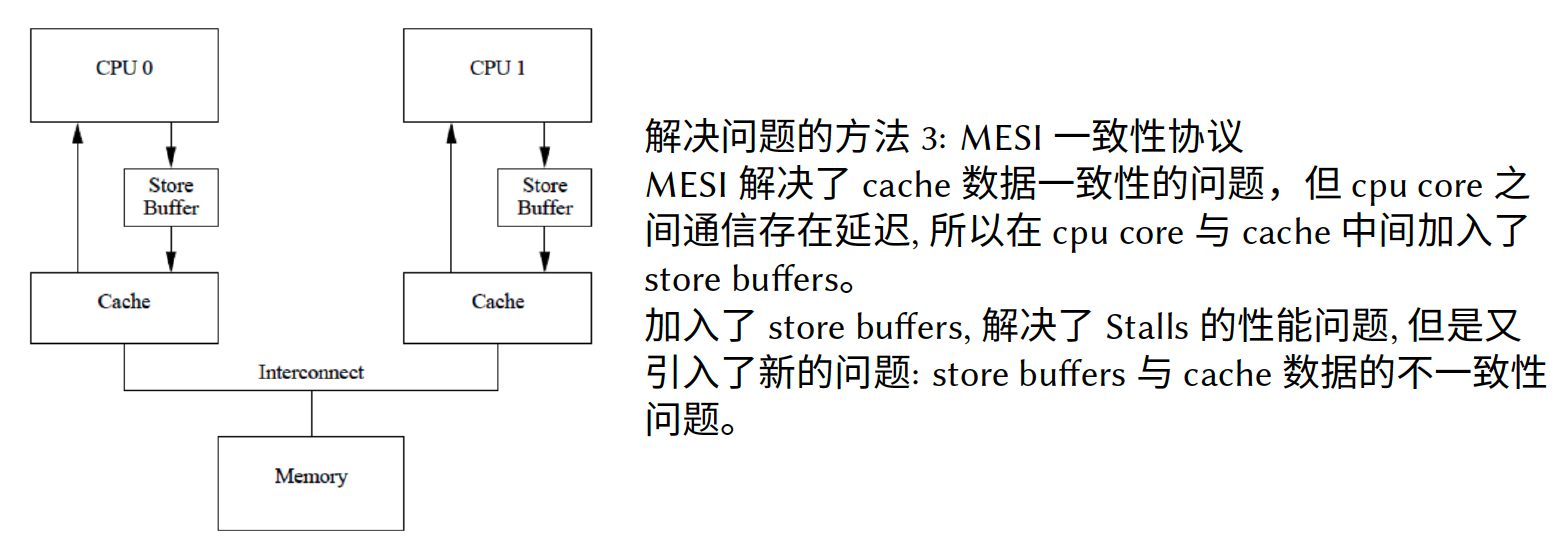 CPU 0
CPU 1
Store
Buffer
Store
Buffer
Cache
Cache
Interconnect
Memory
解决问题的方法 3: MESI 一致性协议
MESI 解决了 cache 数据一致性的问题，但 cpu core 之
间通信存在延迟, 所以在 cpu core 与 cache 中间加入了
store buffers。
加入了 store buffers, 解决了 Stalls 的性能问题, 但是又
引入了新的问题: store buffers 与 cache 数据的不一致性
问题。